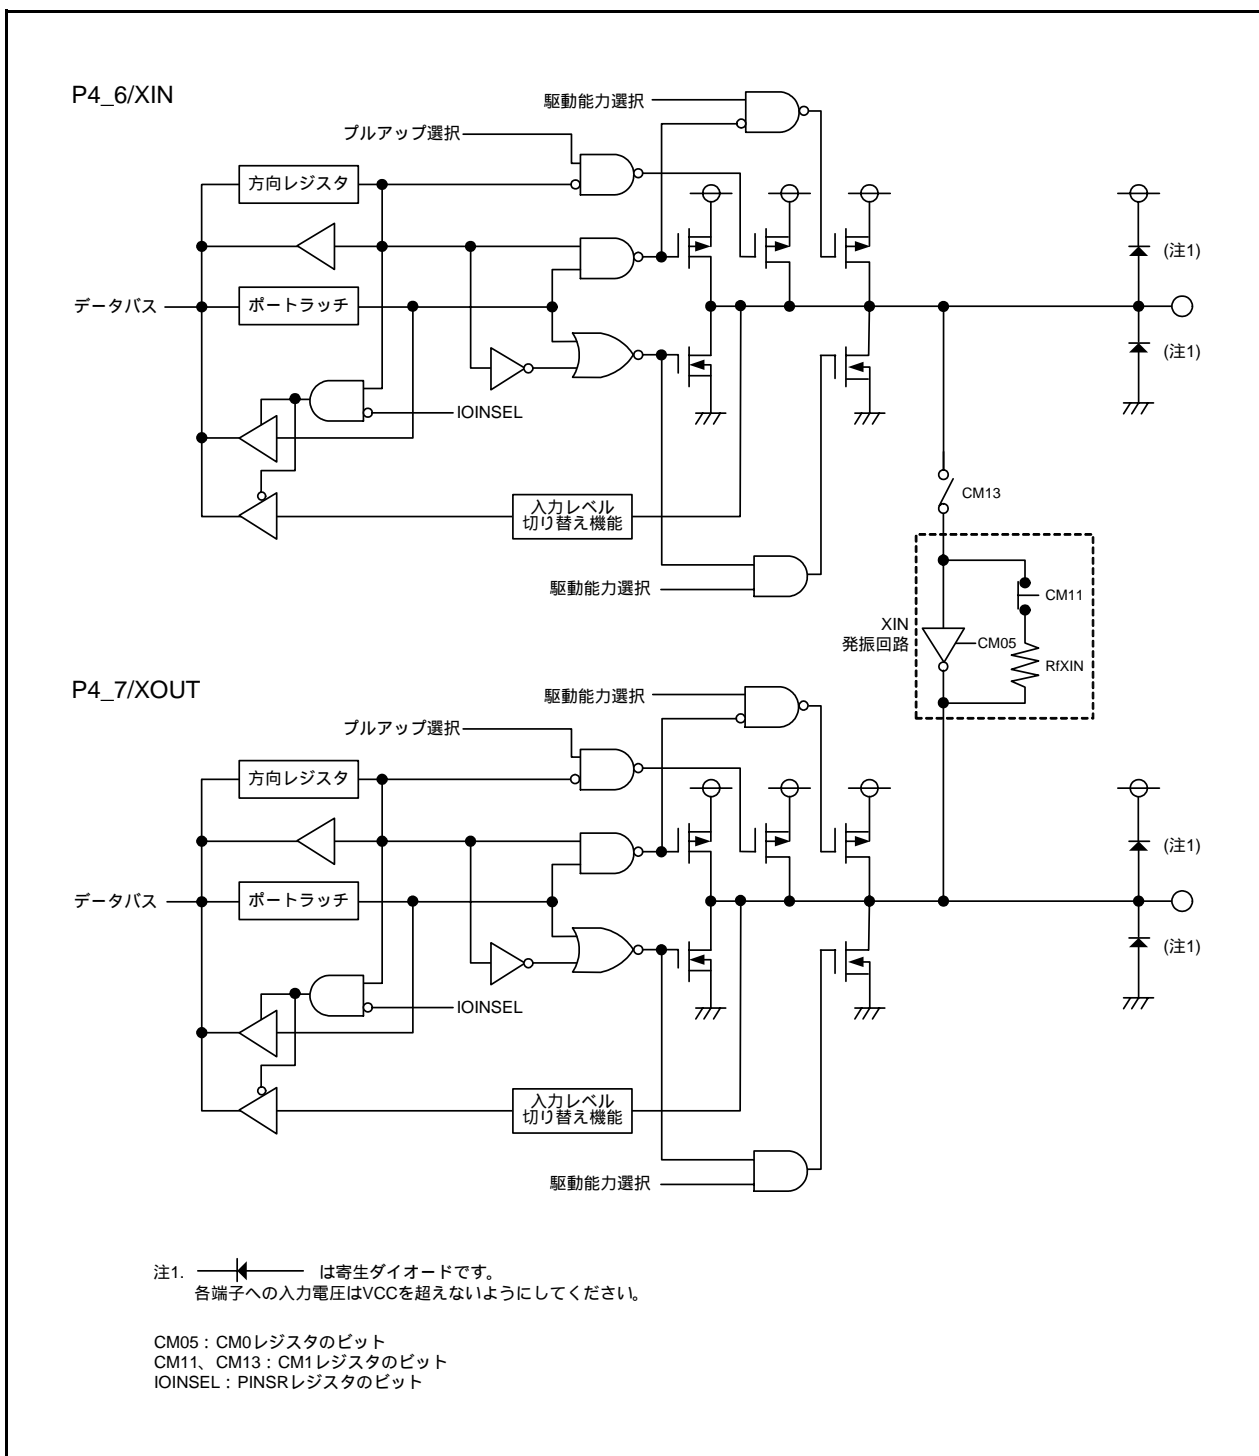 P4_6/XIN
駆動能力選択
プルアップ選択
方向レジスタ
(注1)
データバス
ポートラッチ
(注1)
IOINSEL
入力レベル
切り替え機能
CM13
駆動能力選択
CM11
XIN
発振回路
CM05
RfXIN
P4_7/XOUT
駆動能力選択
プルアップ選択
方向レジスタ
(注1)
データバス
ポートラッチ
(注1)
IOINSEL
入力レベル
切り替え機能
駆動能力選択
注1. は寄生ダイオードです。
各端子への入力電圧はVCCを超えないようにしてください。
CM05：CM0レジスタのビット
CM11、CM13：CM1レジスタのビット
IOINSEL：PINSRレジスタのビット